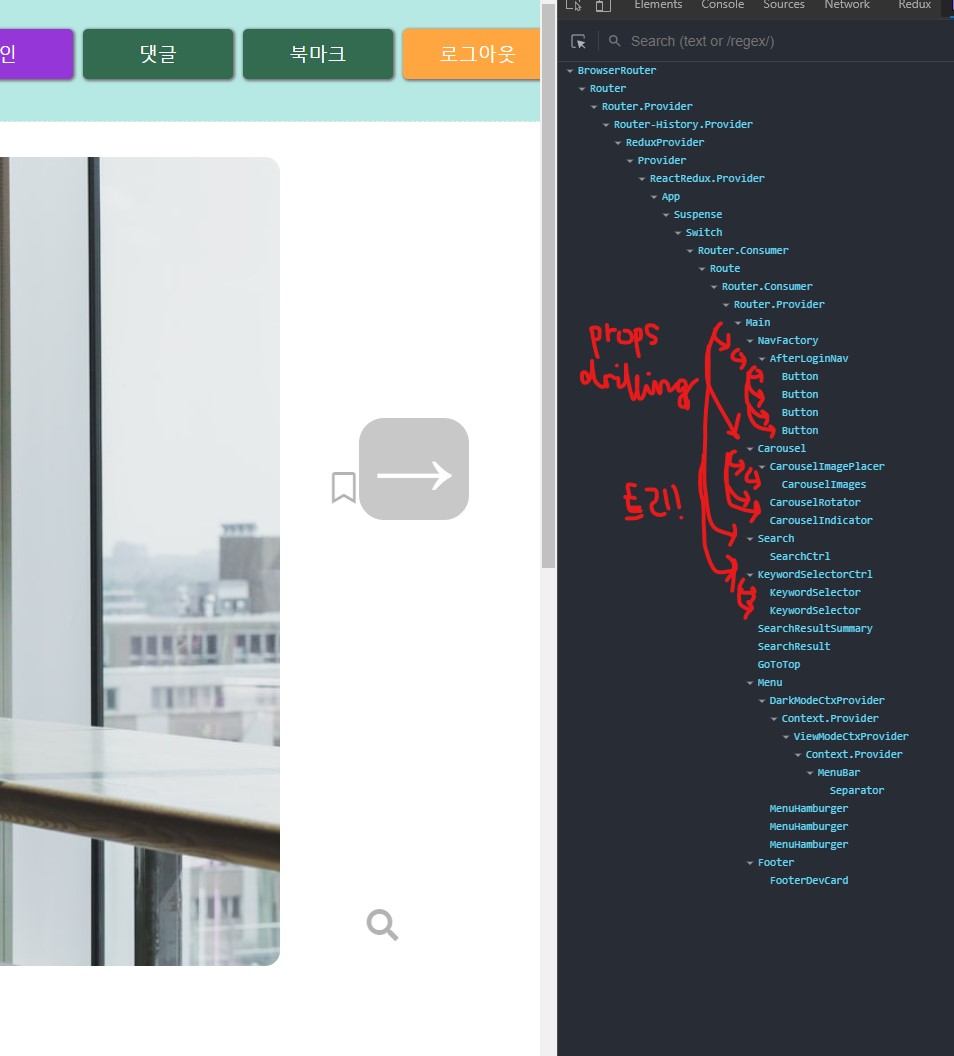 인
댓글
북마크
로그아웃
Elements Console Sources Network Redux
Search (text or /regex/)
BrowserRouter
Router
Router.Provider
Router-History.Provider
ReduxProvider
Provider
ReactRedux.Provider
App
Suspense
Switch
Router.Consumer
Route
Router.Consumer
Router.Provider
Main
NavFactory
AfterLoginNav
Button
Button
Button
Button
Carousel
CarouselImagePlacer
CarouselImages
CarouselRotator
CarouselIndicator
Search
SearchCtrl
KeywordSelectorCtrl
KeywordSelector
KeywordSelector
SearchResultSummary
SearchResult
GoToTop
Menu
DarkModeCtxProvider
Context.Provider
ViewModeCtxProvider
Context.Provider
MenuBar
Separator
MenuHamburger
MenuHamburger
MenuHamburger
Footer
FooterDevCard
props
drilling